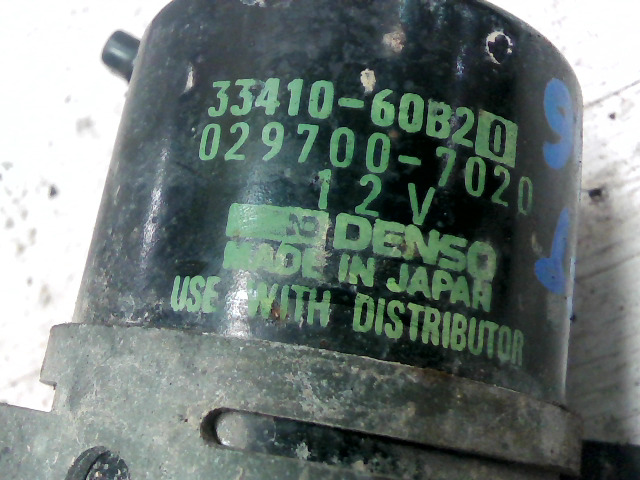 33410-60B20
029700-7020
12V
DENSO
MADE IN JAPAN
USE WITH DISTRIBUTOR